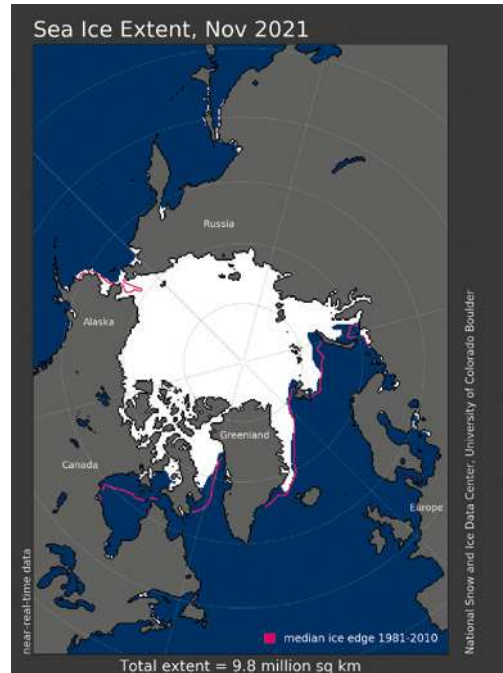 Sea Ice Extent, Nov 2021
Russia
Alaska
Greenland
Canada
Europe
near-real-time data
National Snow and Ice Data Center, University of Colorado Boulder
median ice edge 1981-2010
Total extent = 9.8 million sq km